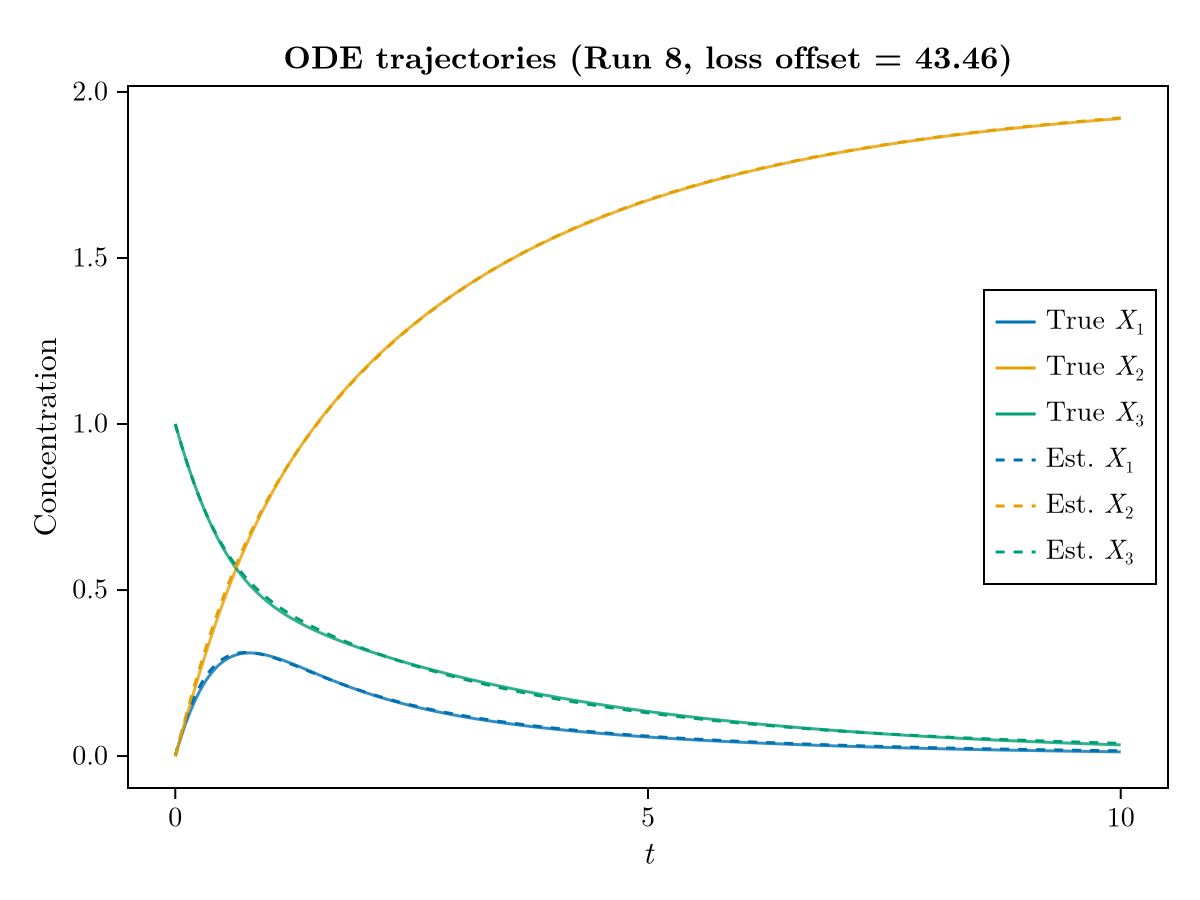 ODE trajectories (Run 8, loss offset = 43.46)
2.0
1.5
1.0
0.5
0.0
Concentration
0
5
10
t
True X₁
True X₂
True X₃
Est. X₁
Est. X₂
Est. X₃